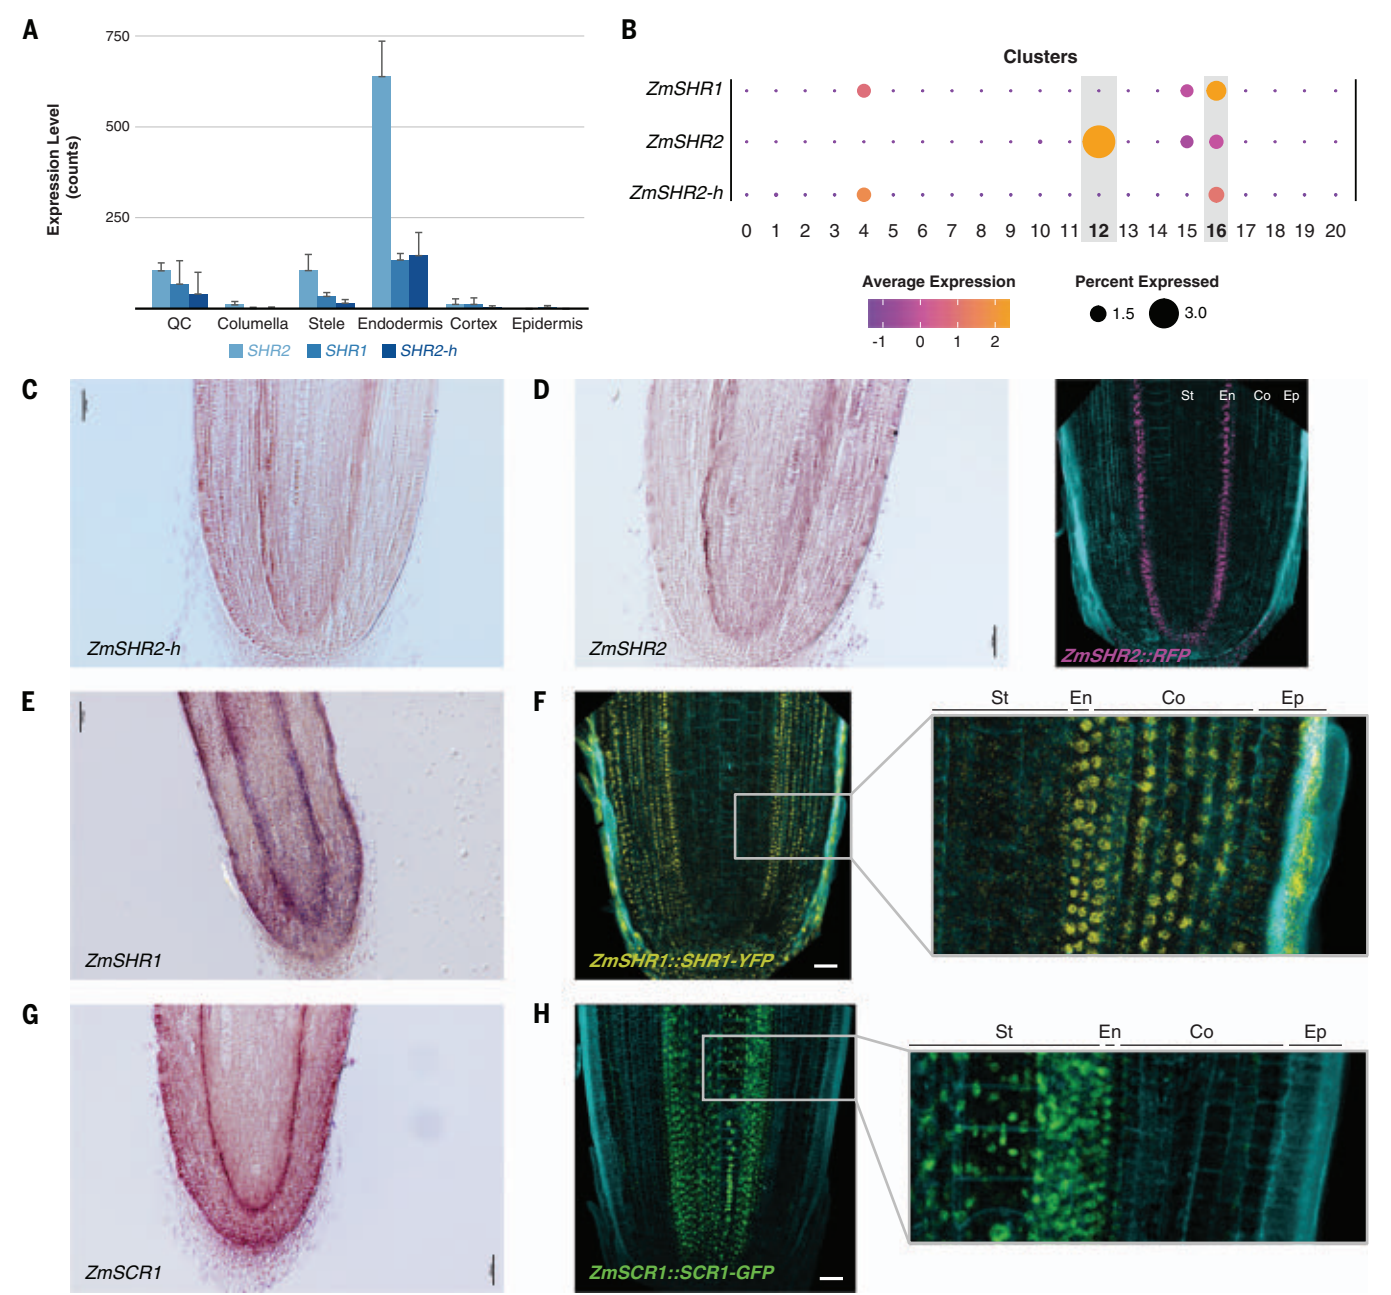 A
750
500
250
Expression Level
(counts)
QC Columella Stele Endodermis Cortex Epidermis
SHR2 SHR1 SHR2-h
B
Clusters
ZmSHR1
ZmSHR2
ZmSHR2-h
0 1 2 3 4 5 6 7 8 9 10 11 12 13 14 15 16 17 18 19 20
Average Expression
-1 0 1 2
Percent Expressed
1.5 3.0
C
ZmSHR2-h
D
ZmSHR2
St En Co Ep
ZmSHR2::RFP
E
ZmSHR1
F
ZmSHR1::SHR1-YFP
St En Co Ep
G
ZmSCR1
H
ZmSCR1::SCR1-GFP
St En Co Ep